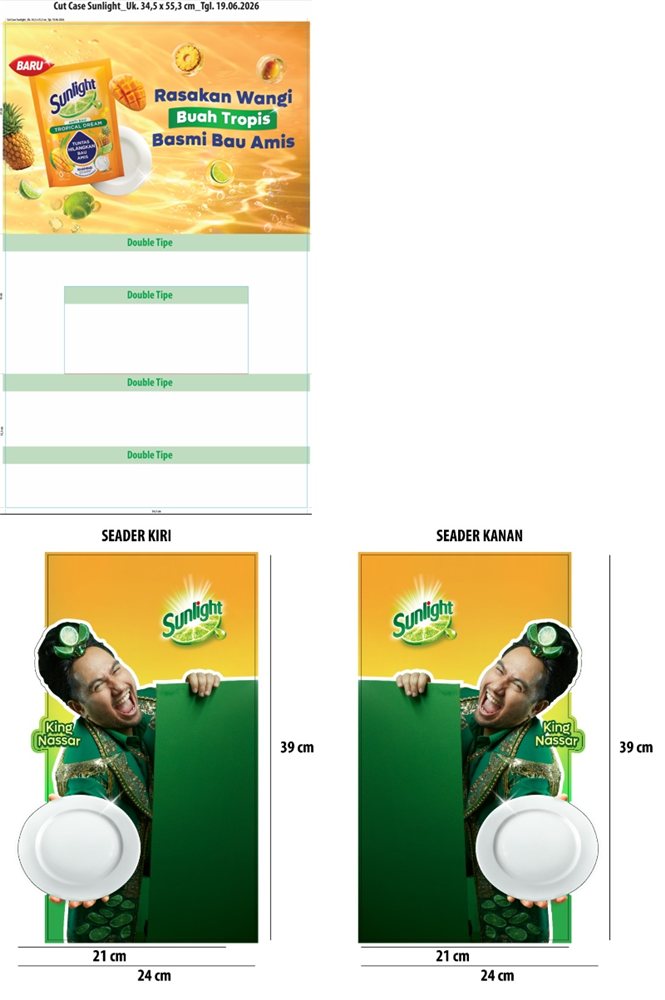 Cut Case Sunlight_Uk. 34,5 x 55,3 cm_Tgl. 19.06.2026
BARU
Sunlight
TROPICAL DREAM
TUNTAS
HILANGKAN
BAU
AMIS
Rasakan Wangi
Buah Tropis
Basmi Bau Amis
Double Tipe
Double Tipe
Double Tipe
Double Tipe
SEADER KIRI
SEADER KANAN
Sunlight
King
Nassar
39 cm
21 cm
24 cm
Sunlight
King
Nassar
39 cm
21 cm
24 cm